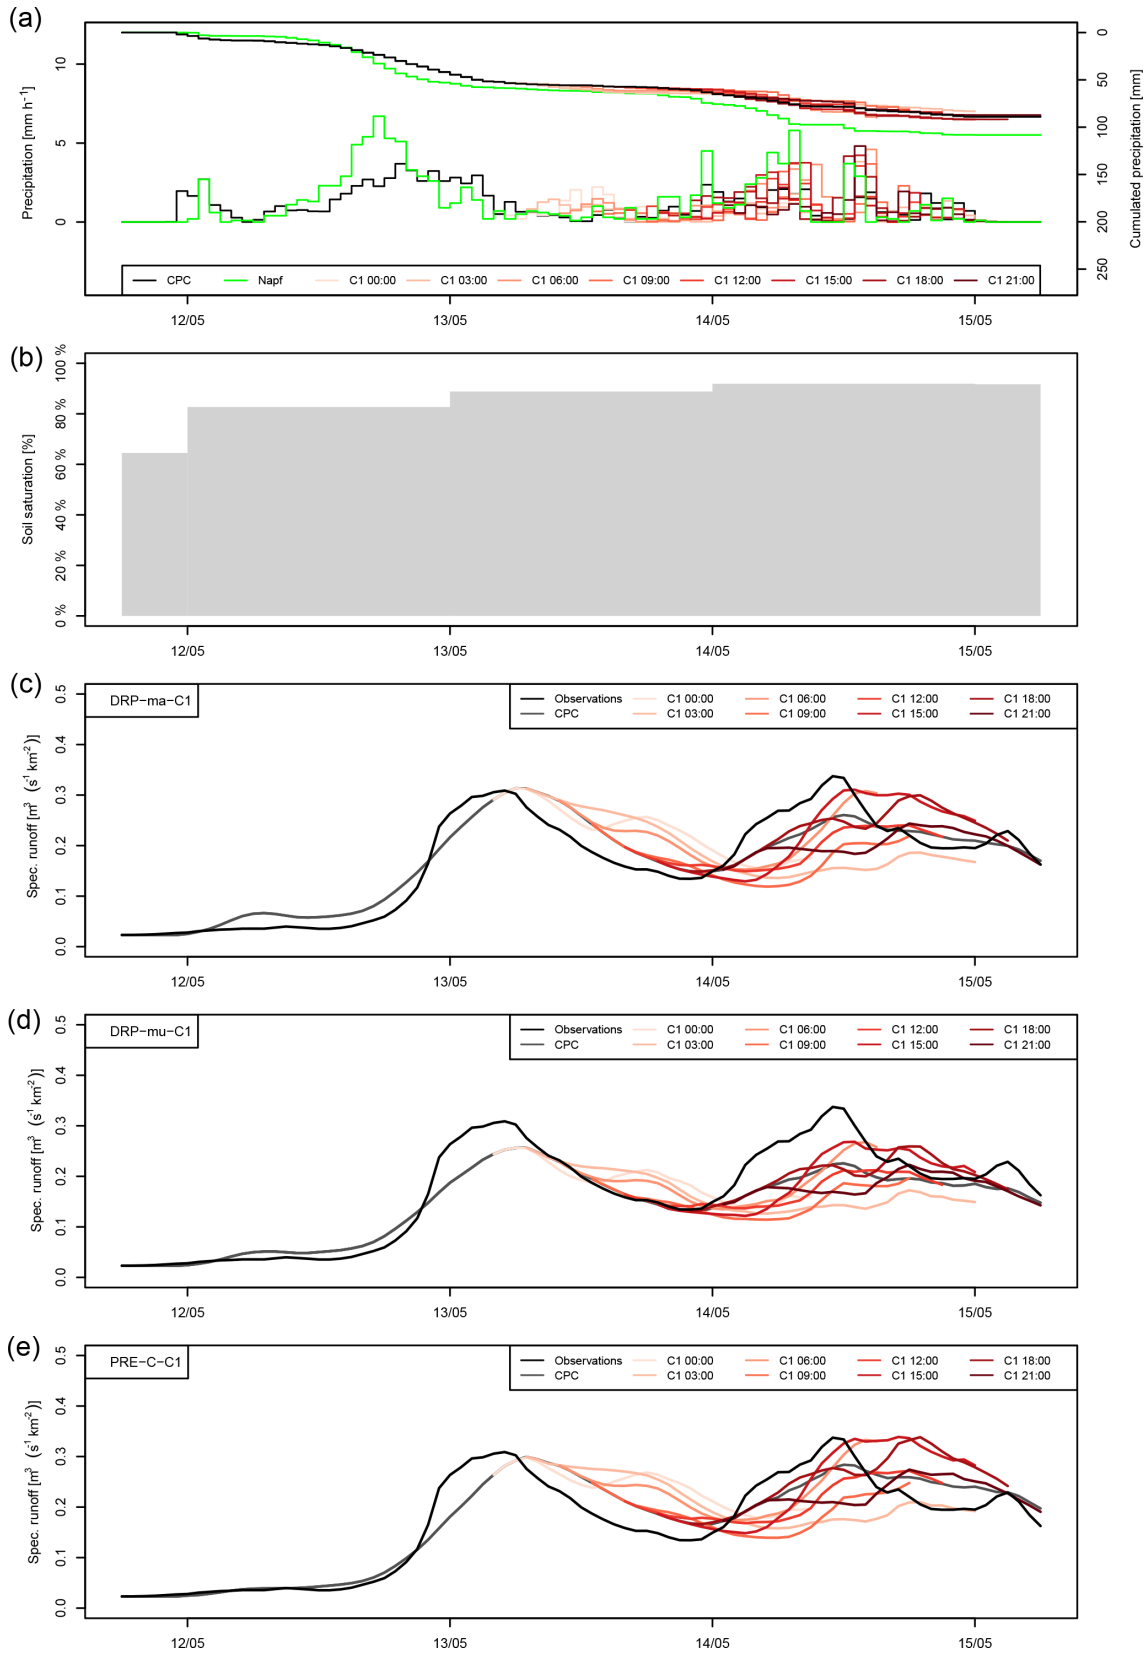 (a)
Precipitation [mm h⁻¹]
0 5 10
Cumulated precipitation [mm]
0 50 100 150 200 250
CPC Napf C1 00:00 C1 03:00 C1 06:00 C1 09:00 C1 12:00 C1 15:00 C1 18:00 C1 21:00
12/05 13/05 14/05 15/05
(b)
Soil saturation [%]
0 % 20 % 40 % 60 % 80 % 100 %
12/05 13/05 14/05 15/05
(c)
DRP−ma−C1
Observations C1 00:00 C1 06:00 C1 12:00 C1 18:00
CPC C1 03:00 C1 09:00 C1 15:00 C1 21:00
Spec. runoff [m³ (s⁻¹ km⁻²)]
0.0 0.1 0.2 0.3 0.4 0.5
12/05 13/05 14/05 15/05
(d)
DRP−mu−C1
Observations C1 00:00 C1 06:00 C1 12:00 C1 18:00
CPC C1 03:00 C1 09:00 C1 15:00 C1 21:00
Spec. runoff [m³ (s⁻¹ km⁻²)]
0.0 0.1 0.2 0.3 0.4 0.5
12/05 13/05 14/05 15/05
(e)
PRE−C−C1
Observations C1 00:00 C1 06:00 C1 12:00 C1 18:00
CPC C1 03:00 C1 09:00 C1 15:00 C1 21:00
Spec. runoff [m³ (s⁻¹ km⁻²)]
0.0 0.1 0.2 0.3 0.4 0.5
12/05 13/05 14/05 15/05